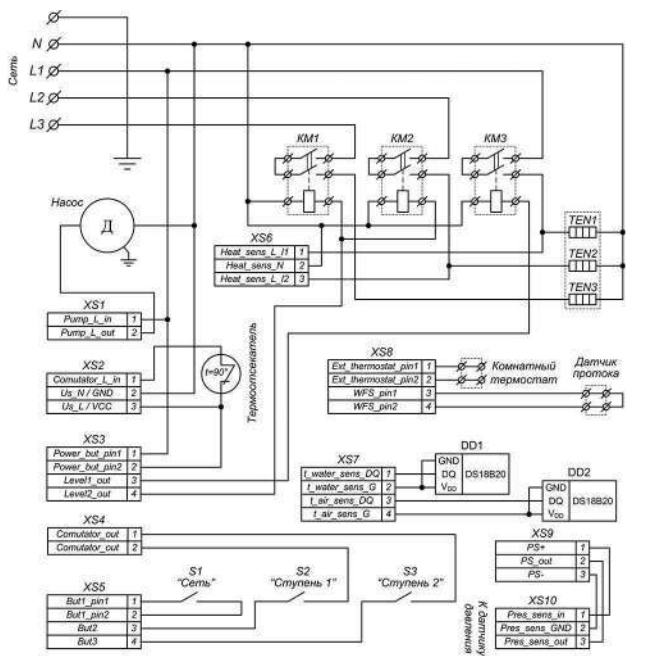 Сеть
N
L1
L2
L3
KM1
KM2
KM3
Насос
Д
TEN1
TEN2
TEN3
XS6
Heat_sens_L_l1 1
Heat_sens_N 2
Heat_sens_L_l2 3
XS1
Pump_L_in 1
Pump_L_out 2
Термоотсекатель
t=90°
XS2
Comutator_L_in 1
Us_N / GND 2
Us_L / VCC 3
XS8
Ext_thermostat_pin1 1
Ext_thermostat_pin2 2
WFS_pin1 3
WFS_pin2 4
Комнатный
термостат
Датчик
протока
XS3
Power_but_pin1 1
Power_but_pin2 2
Level1_out 3
Level2_out 4
XS7
t_water_sens_DQ 1
t_water_sens_G 2
t_air_sens_DQ 3
t_air_sens_G 4
DD1
GND
DQ
VDD
DS18B20
DD2
GND
DQ
VDD
DS18B20
XS4
Comutator_out 1
Comutator_out 2
XS9
PS+ 1
PS_out 2
PS- 3
XS5
But1_pin1 1
But1_pin2 2
But2 3
But3 4
S1
"Сеть"
S2
"Ступень 1"
S3
"Ступень 2"
К датчику
давления
XS10
Pres_sens_in 1
Pres_sens_GND 2
Pres_sens_out 3